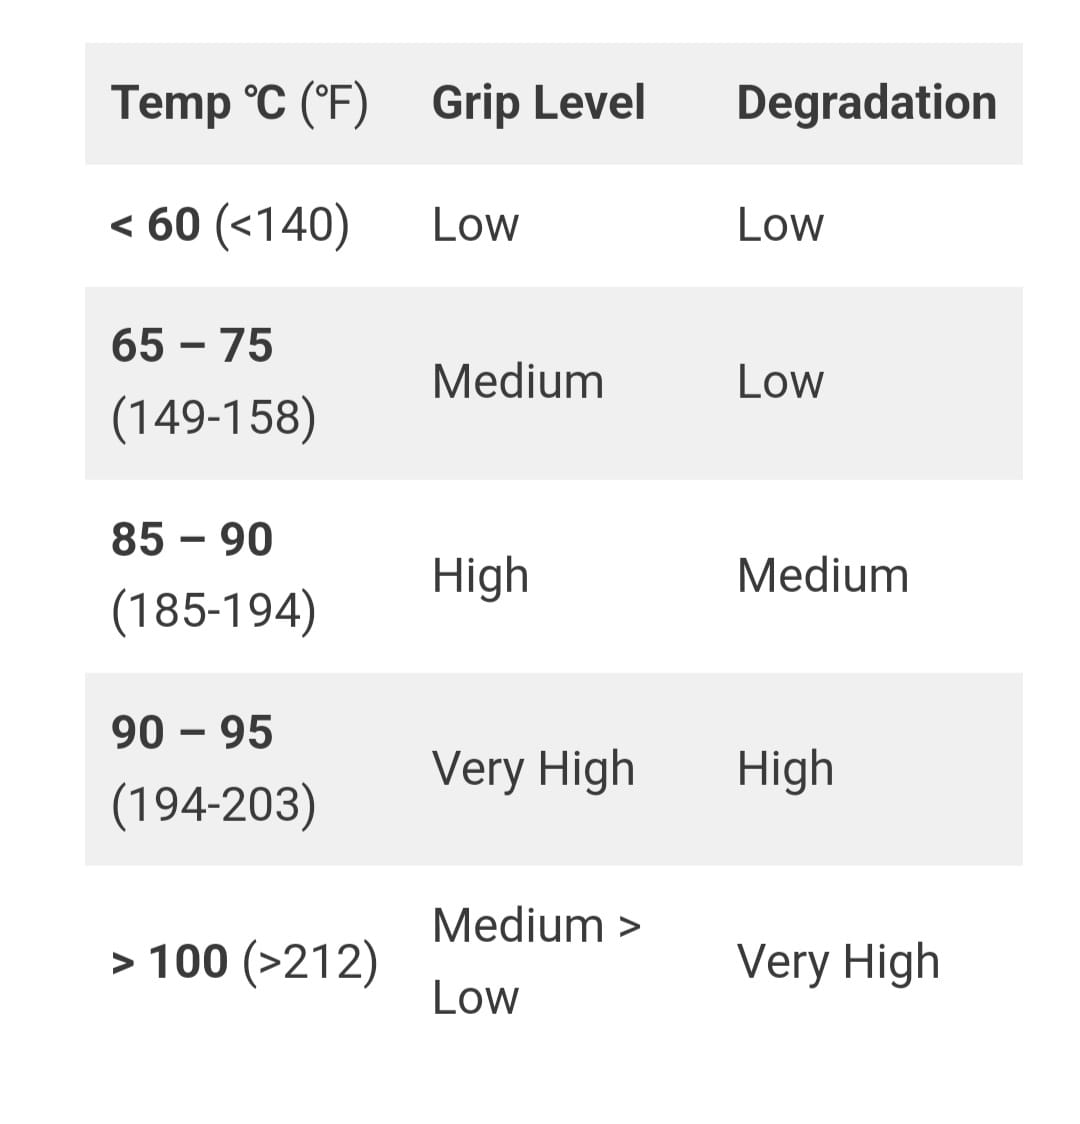 Temp °C (°F) Grip Level Degradation
< 60 (<140) Low Low
65 – 75
(149-158) Medium Low
85 – 90
(185-194) High Medium
90 – 95
(194-203) Very High High
> 100 (>212) Medium >
Low Very High